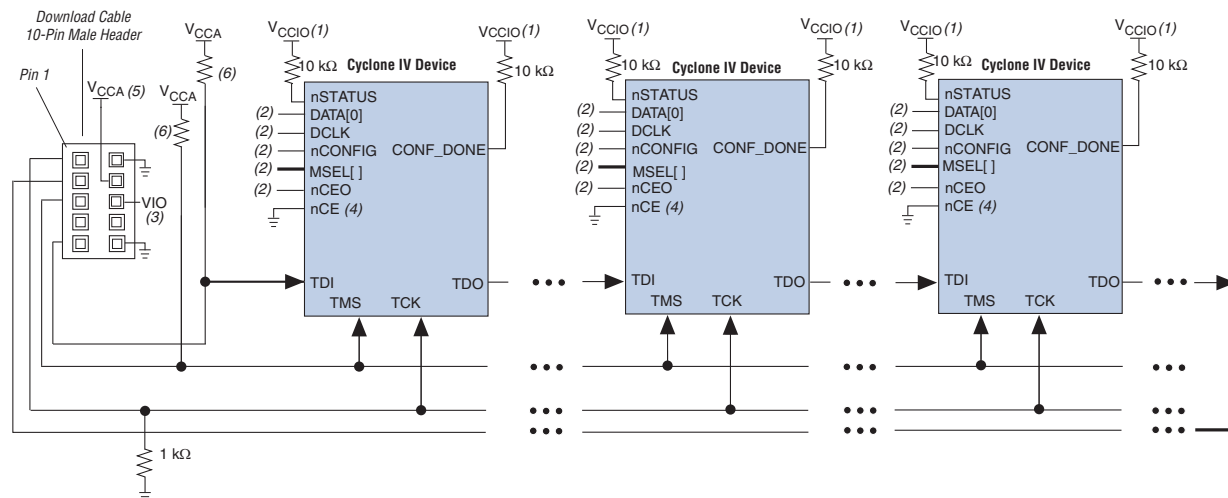 Download Cable
10-Pin Male Header
Pin 1
VCCA (5)
VCCA
(6)
VCCA
(6)
VIO
(3)
1 kΩ
VCCIO (1)
10 kΩ
Cyclone IV Device
VCCIO (1)
10 kΩ
nSTATUS
(2) DATA[0]
(2) DCLK
(2) nCONFIG
CONF_DONE
(2) MSEL[ ]
(2) nCEO
nCE (4)
TDI
TDO
TMS
TCK
VCCIO (1)
10 kΩ
Cyclone IV Device
VCCIO (1)
10 kΩ
nSTATUS
(2) DATA[0]
(2) DCLK
(2) nCONFIG
CONF_DONE
(2) MSEL[ ]
(2) nCEO
nCE (4)
TDI
TDO
TMS
TCK
VCCIO (1)
10 kΩ
Cyclone IV Device
VCCIO (1)
10 kΩ
nSTATUS
(2) DATA[0]
(2) DCLK
(2) nCONFIG
CONF_DONE
(2) MSEL[ ]
(2) nCEO
nCE (4)
TDI
TDO
TMS
TCK